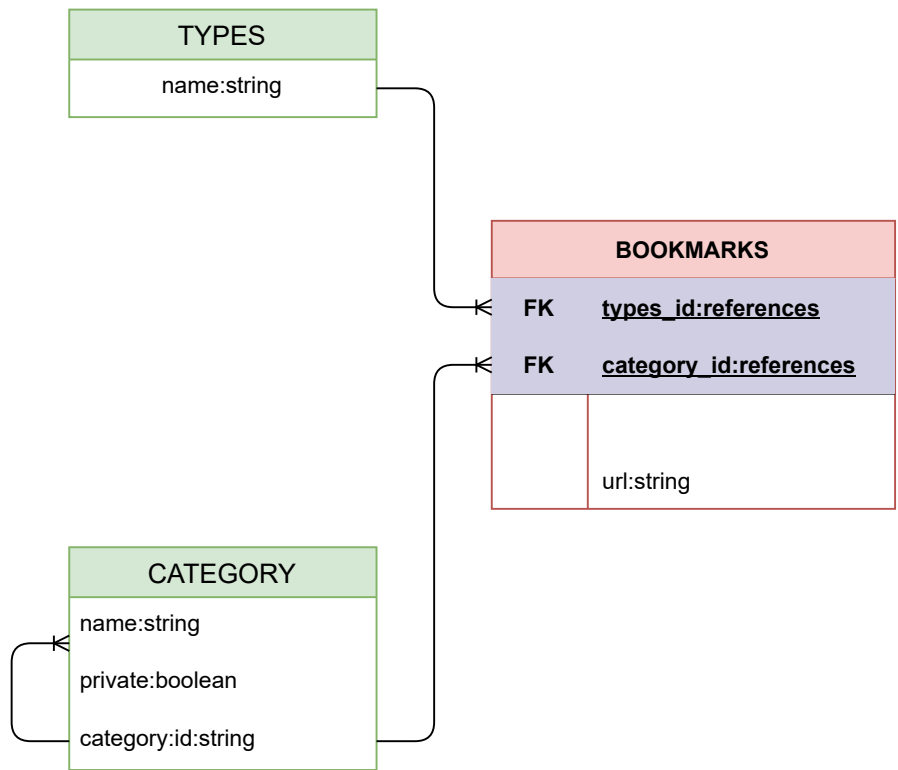 TYPES
name:string
BOOKMARKS
FK types_id:references
FK category_id:references
url:string
CATEGORY
name:string
private:boolean
category:id:string